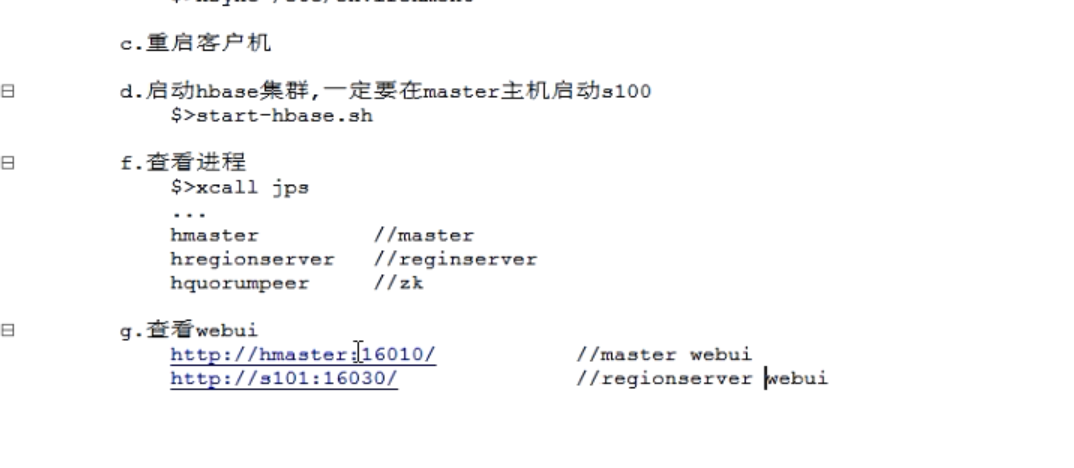 c.重启客户机
d.启动hbase集群,一定要在master主机启动s100
$>start-hbase.sh
f.查看进程
$>xcall jps
...
hmaster //master
hregionserver //reginserver
hquorumpeer //zk
g.查看webui
http://hmaster:16010/ //master webui
http://s101:16030/ //regionserver webui